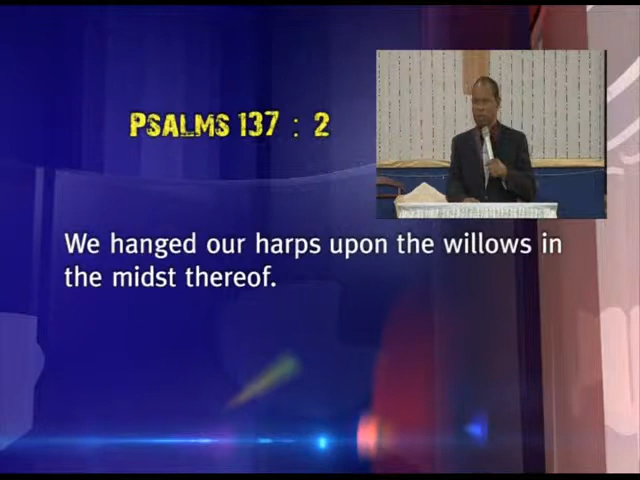 PSALMS 137 : 2
We hanged our harps upon the willows in
the midst thereof.